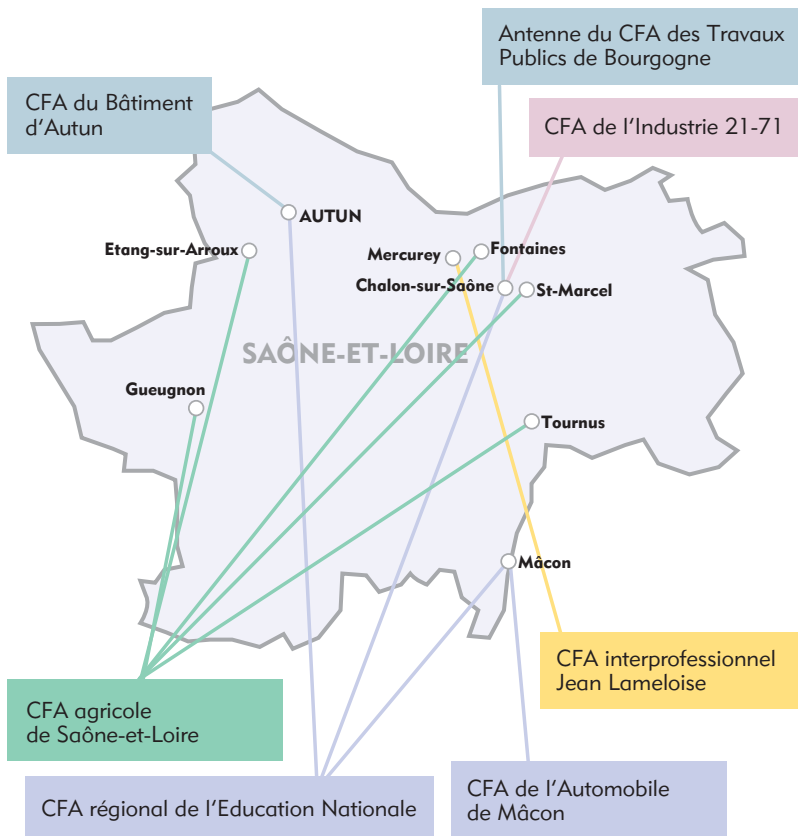 Antenne du CFA des Travaux
Publics de Bourgogne
CFA du Bâtiment
d'Autun
CFA de l'Industrie 21-71
AUTUN
Etang-sur-Arroux
Mercurey
Fontaines
Chalon-sur-Saône
St-Marcel
SAÔNE-ET-LOIRE
Gueugnon
Tournus
Mâcon
CFA interprofessionnel
Jean Lameloise
CFA agricole
de Saône-et-Loire
CFA régional de l'Education Nationale
CFA de l'Automobile
de Mâcon